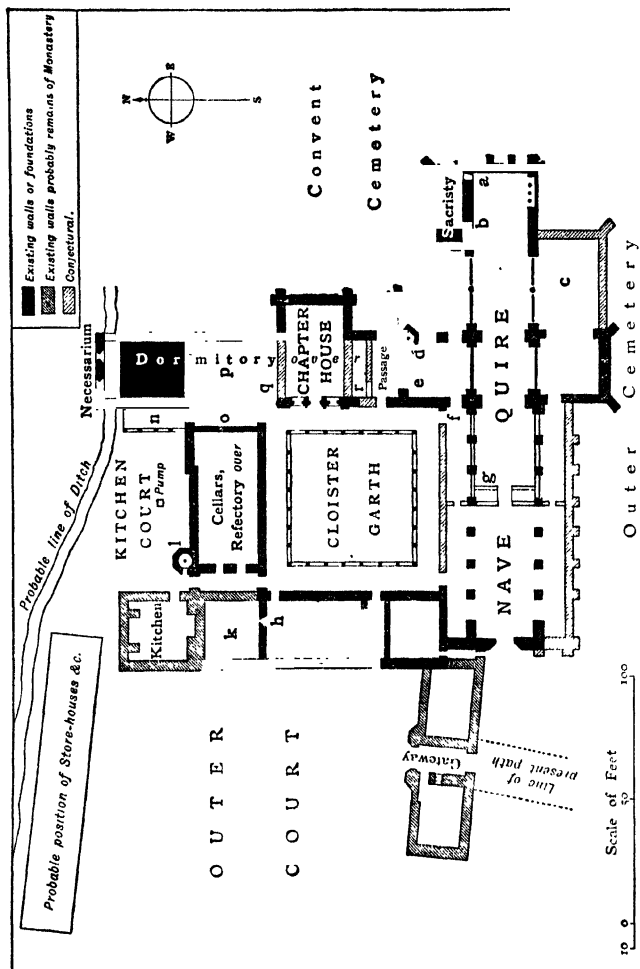 Existing walls or foundations
Existing walls probably remains of Monastery
Conjectural.
N
W
E
S
Probable line of Ditch
Probable position of Store-houses &c.
Necessarium
Dormitory over
p
n
o
q
r
KITCHEN
COURT
Pump
Kitchen
l
k
h
Cellars,
Refectory over
CHAPTER
HOUSE
Passage
CLOISTER
GARTH
Convent
Cemetery
Sacristy
a
b
c
d
e
f
g
QUIRE
NAVE
OUTER
COURT
Gateway
Line of
present path
Outer Cemetery
Scale of Feet
10 0 50 100